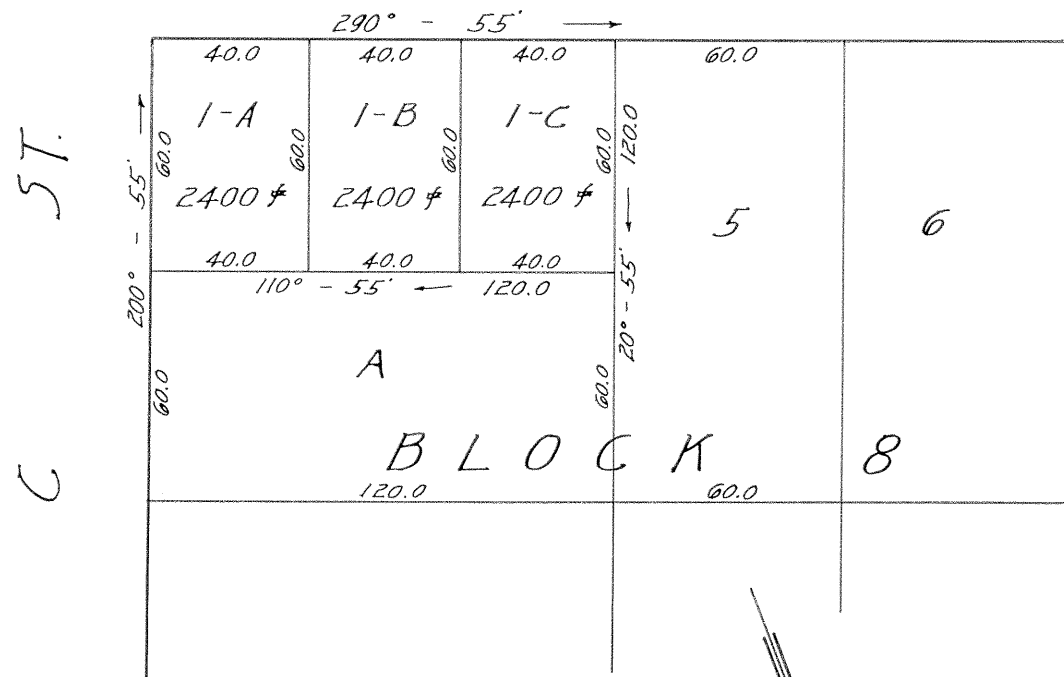 290° - 55' →
40.0 40.0 40.0 60.0
1-A 1-B 1-C
60.0 60.0 60.0 60.0 120.0
2400 ⌗ 2400 ⌗ 2400 ⌗
40.0 40.0 40.0
200° - 55' →
110° - 55' ← 120.0
20° - 55' ←
5 6
A
60.0 60.0
BLOCK 8
120.0 60.0
C ST.